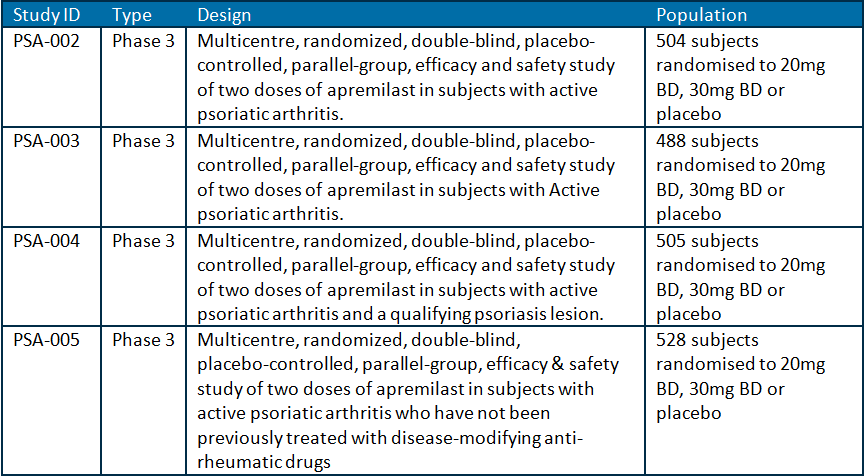 Study ID Type Design Population
PSA-002 Phase 3 Multicentre, randomized, double-blind, placebo- 504 subjects
controlled, parallel-group, efficacy and safety study randomised to 20mg
of two doses of apremilast in subjects with active BD, 30mg BD or
psoriatic arthritis. placebo
PSA-003 Phase 3 Multicentre, randomized, double-blind, placebo- 488 subjects
controlled, parallel-group, efficacy and safety study randomised to 20mg
of two doses of apremilast in subjects with Active BD, 30mg BD or
psoriatic arthritis. placebo
PSA-004 Phase 3 Multicentre, randomized, double-blind, placebo- 505 subjects
controlled, parallel-group, efficacy and safety study randomised to 20mg
of two doses of apremilast in subjects with active BD, 30mg BD or
psoriatic arthritis and a qualifying psoriasis lesion. placebo
PSA-005 Phase 3 Multicentre, randomized, double-blind, 528 subjects
placebo-controlled, parallel-group, efficacy & safety randomised to 20mg
study of two doses of apremilast in subjects with BD, 30mg BD or
active psoriatic arthritis who have not been placebo
previously treated with disease-modifying anti-
rheumatic drugs